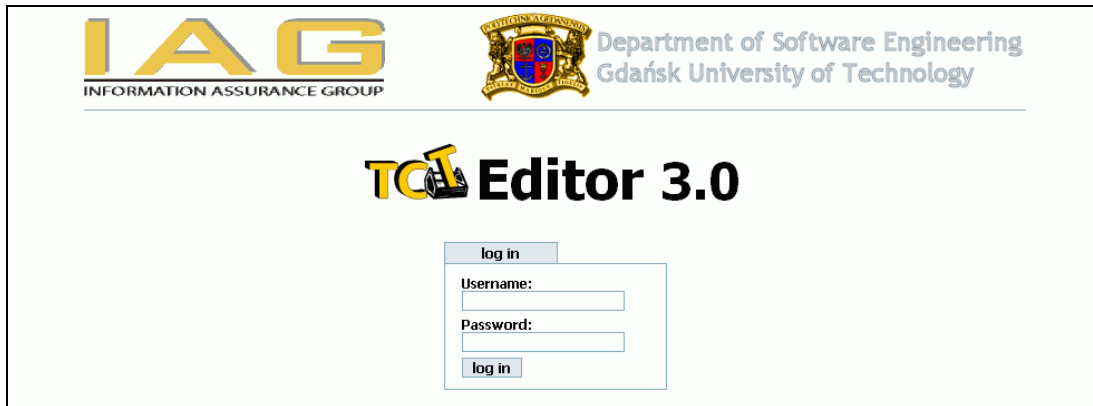 IAG
INFORMATION ASSURANCE GROUP
Department of Software Engineering
Gdańsk University of Technology
TCT Editor 3.0
log in
Username:
Password:
log in